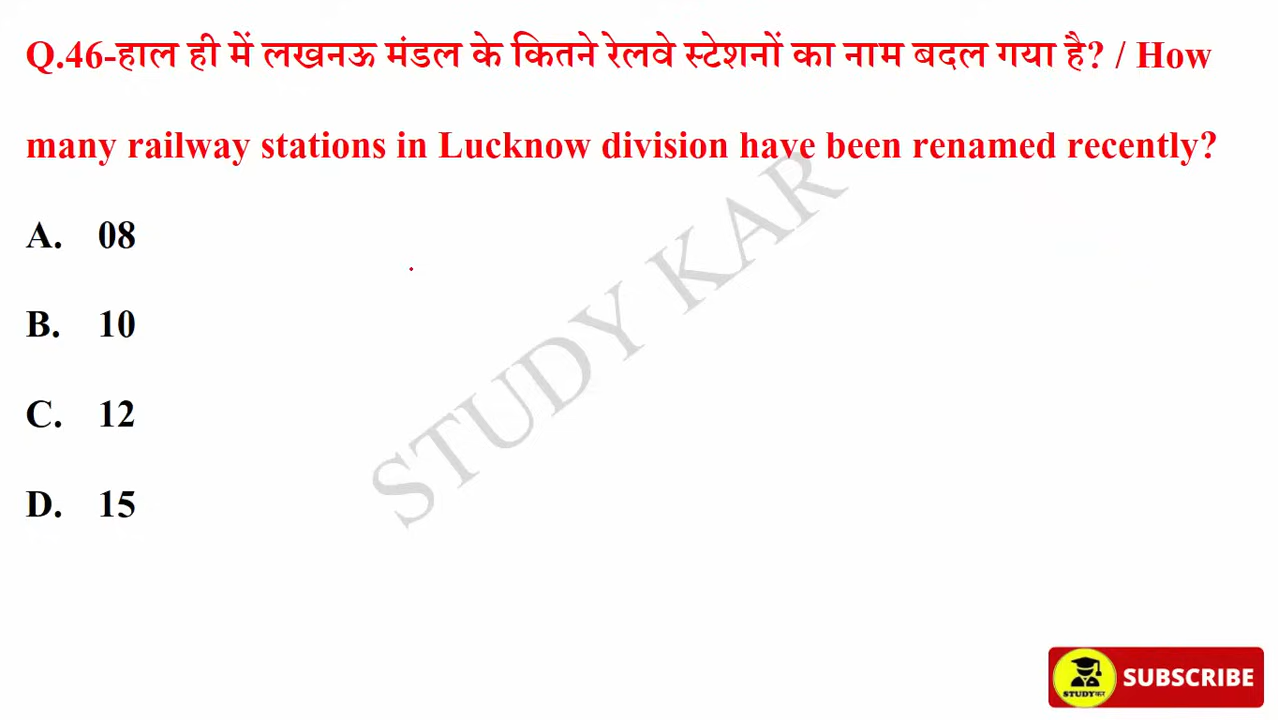 Q.46-हाल ही में लखनऊ मंडल के कितने रेलवे स्टेशनों का नाम बदल गया है? / How
many railway stations in Lucknow division have been renamed recently?
A. 08
B. 10
C. 12
D. 15
STUDY KAR
STUDYकर
SUBSCRIBE